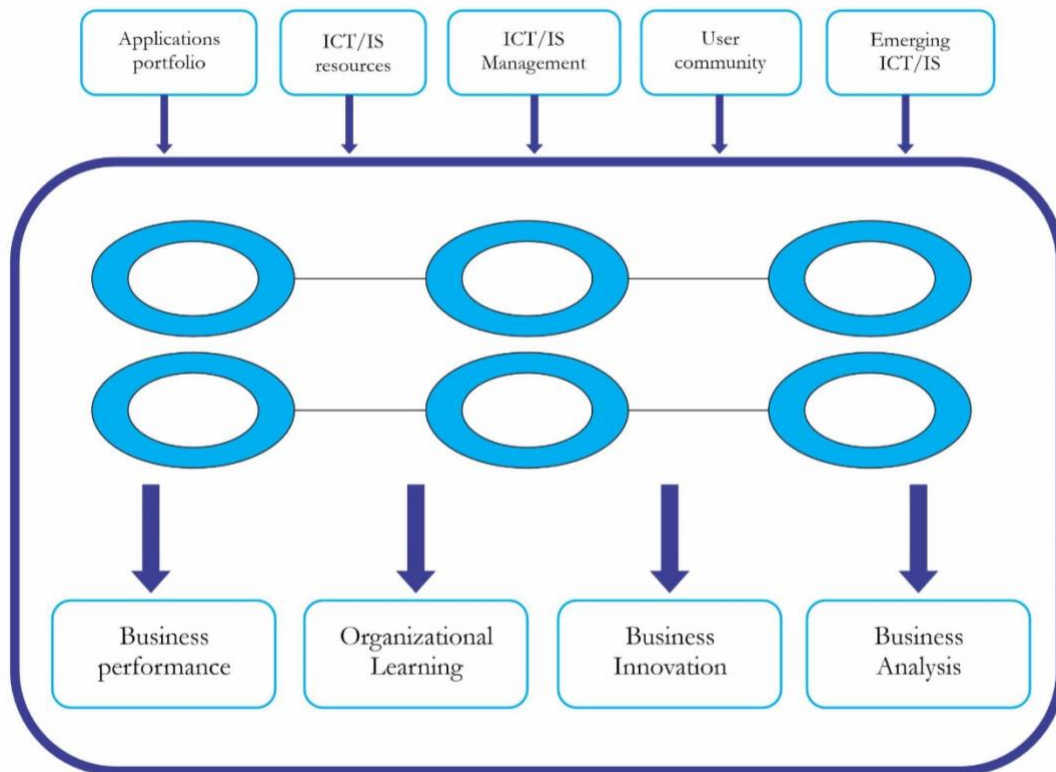 Applications
portfolio
ICT/IS
resources
ICT/IS
Management
User
community
Emerging
ICT/IS
Business
performance
Organizational
Learning
Business
Innovation
Business
Analysis